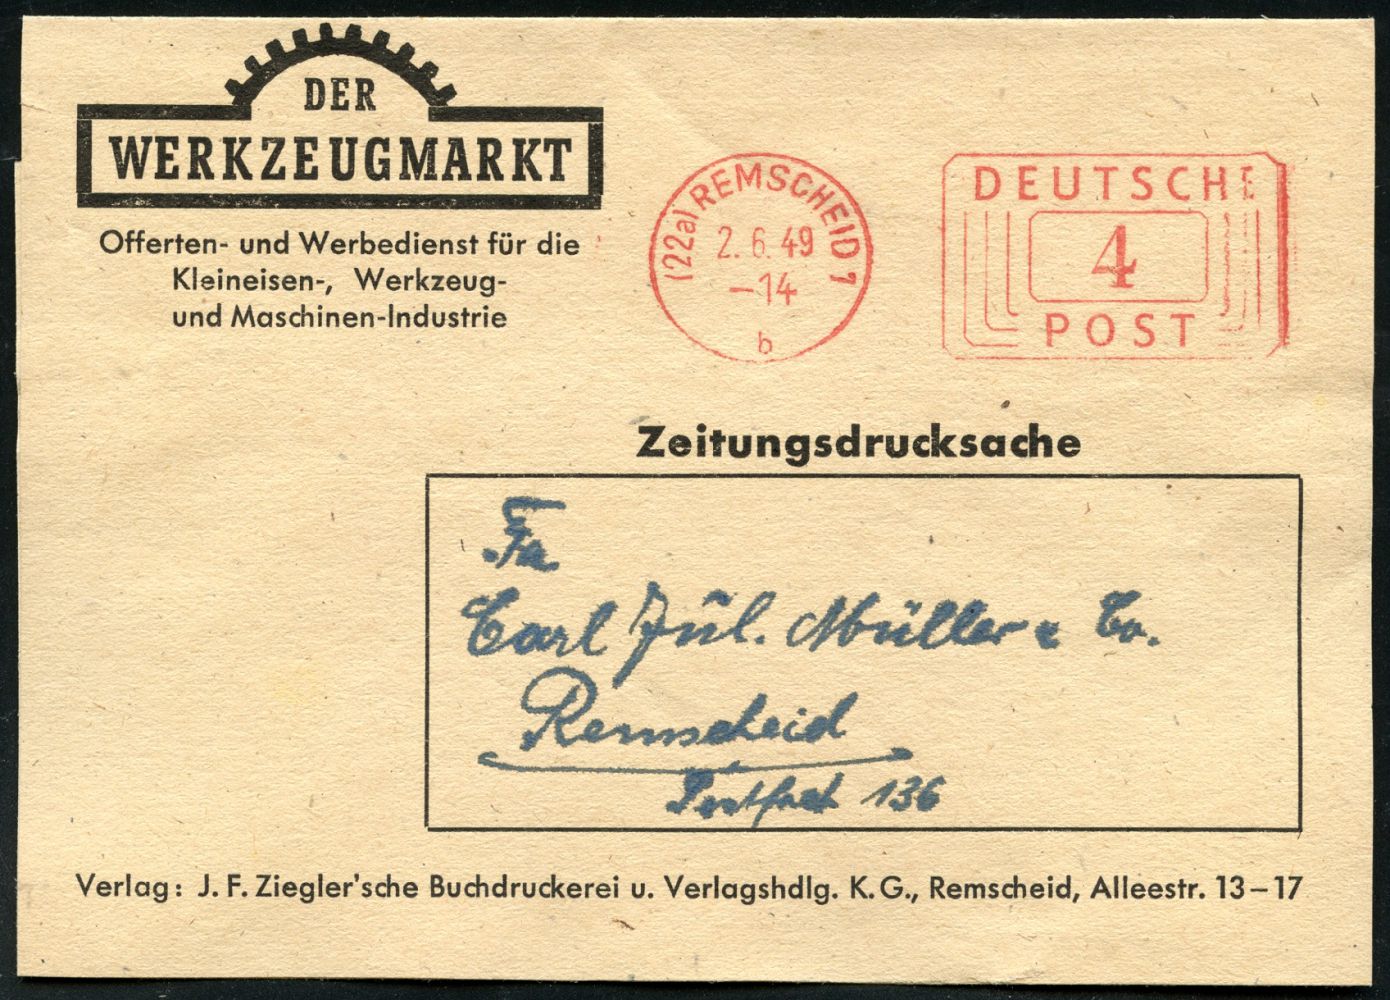 DER
WERKZEUGMARKT
Offerten- und Werbedienst für die
Kleineisen-, Werkzeug-
und Maschinen-Industrie
(22a) REMSCHEID 1
2.6.49
-14
b
DEUTSCHE
4
POST
Zeitungsdrucksache
Fa
Carl Jül. Müller & Co.
Remscheid
Postfach 136
Verlag: J. F. Ziegler'sche Buchdruckerei u. Verlagshdlg. K.G., Remscheid, Alleestr. 13–17